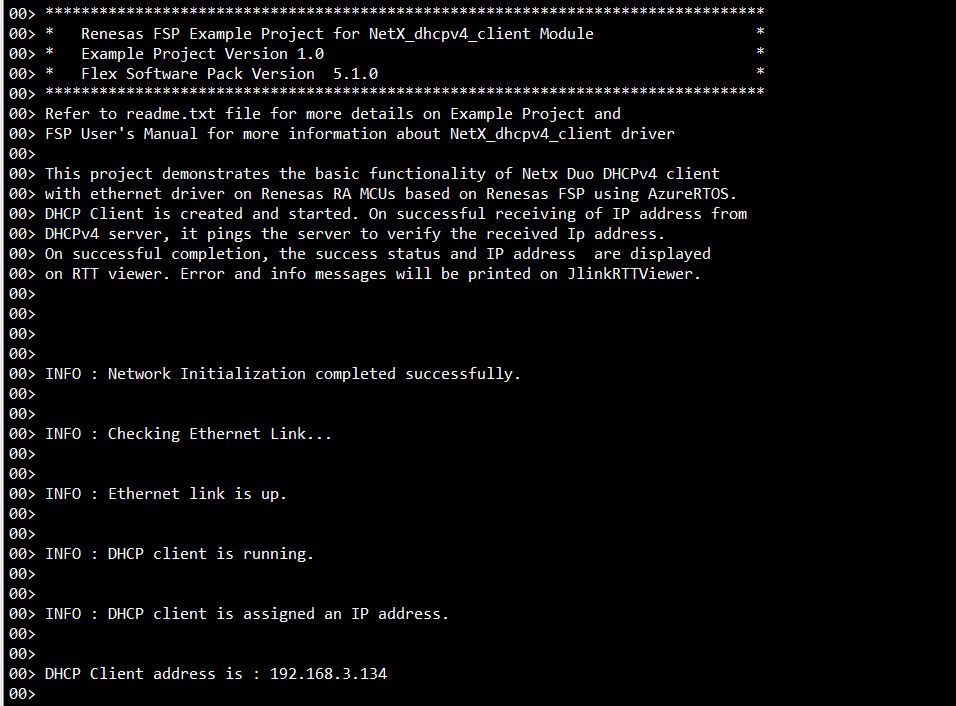 00> ********************************************************************************
00> *   Renesas FSP Example Project for NetX_dhcpv4_client Module                  *
00> *   Example Project Version 1.0                                                *
00> *   Flex Software Pack Version  5.1.0                                          *
00> ********************************************************************************
00> Refer to readme.txt file for more details on Example Project and
00> FSP User's Manual for more information about NetX_dhcpv4_client driver
00>
00> This project demonstrates the basic functionality of Netx Duo DHCPv4 client
00> with ethernet driver on Renesas RA MCUs based on Renesas FSP using AzureRTOS.
00> DHCP Client is created and started. On successful receiving of IP address from
00> DHCPv4 server, it pings the server to verify the received Ip address.
00> On successful completion, the success status and IP address  are displayed
00> on RTT viewer. Error and info messages will be printed on JlinkRTTViewer.
00>
00>
00>
00>
00> INFO : Network Initialization completed successfully.
00>
00>
00> INFO : Checking Ethernet Link...
00>
00>
00> INFO : Ethernet link is up.
00>
00>
00> INFO : DHCP client is running.
00>
00>
00> INFO : DHCP client is assigned an IP address.
00>
00>
00> DHCP Client address is : 192.168.3.134
00>